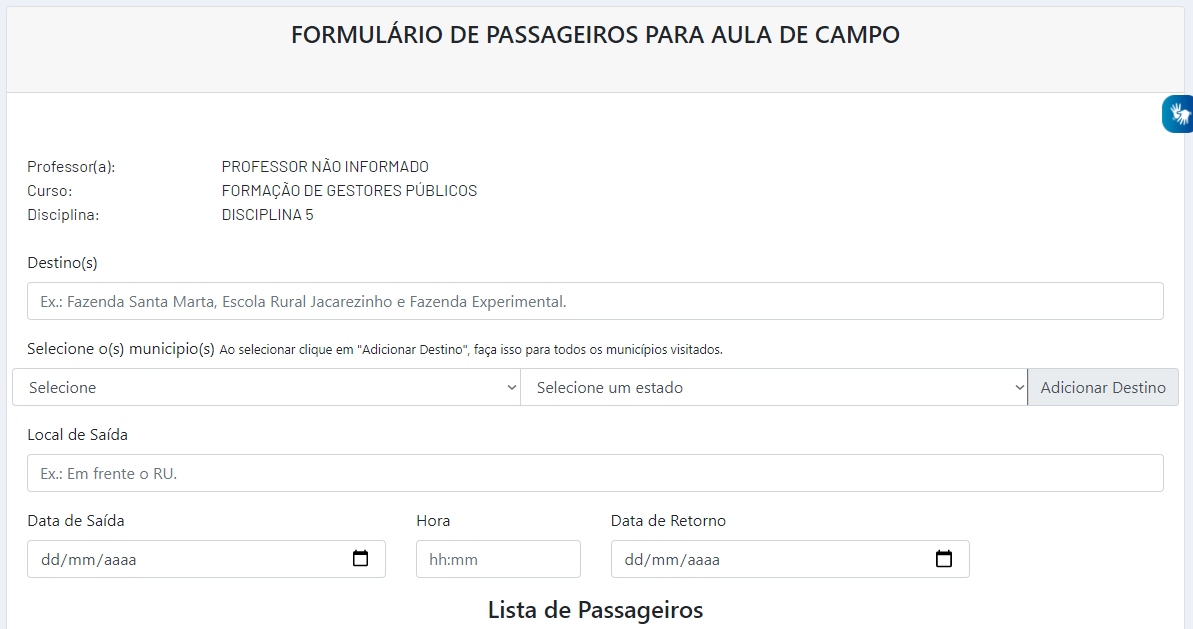 FORMULÁRIO DE PASSAGEIROS PARA AULA DE CAMPO
Professor(a): PROFESSOR NÃO INFORMADO
Curso: FORMAÇÃO DE GESTORES PÚBLICOS
Disciplina: DISCIPLINA 5
Destino(s)
Ex.: Fazenda Santa Marta, Escola Rural Jacarezinho e Fazenda Experimental.
Selecione o(s) municipio(s) Ao selecionar clique em "Adicionar Destino", faça isso para todos os municípios visitados.
Selecione Selecione um estado Adicionar Destino
Local de Saída
Ex.: Em frente o RU.
Data de Saída Hora Data de Retorno
dd/mm/aaaa hh:mm dd/mm/aaaa
Lista de Passageiros